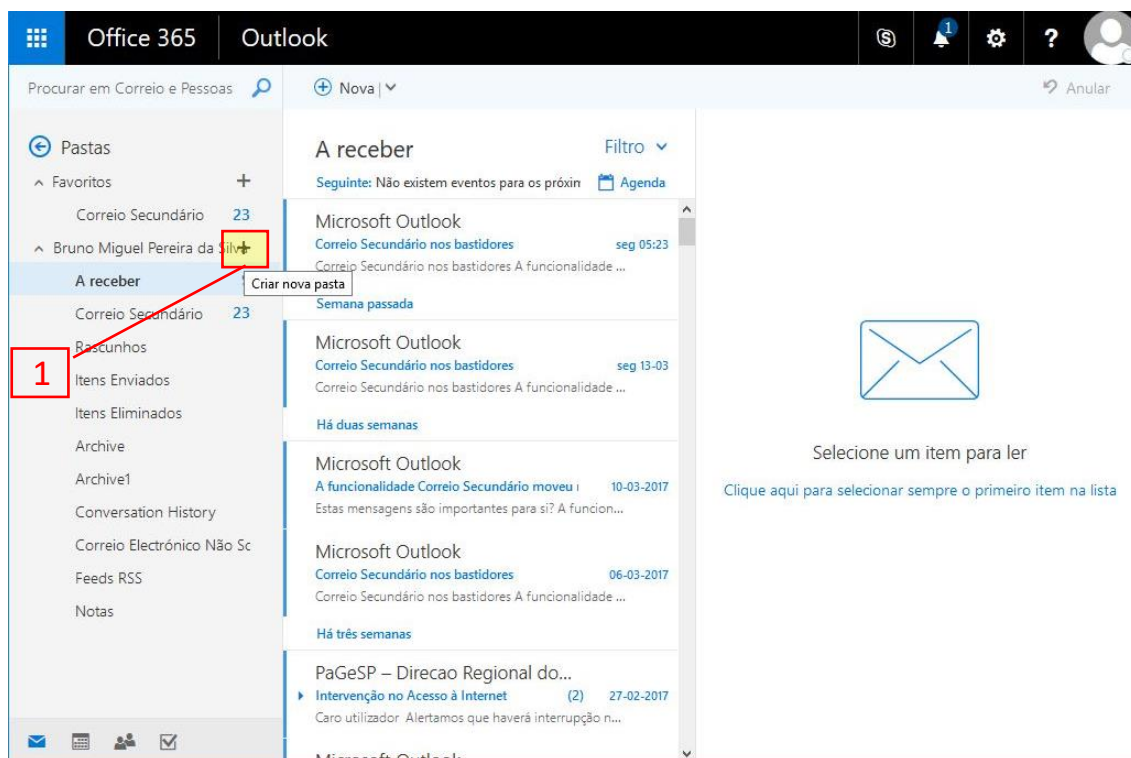 Office 365 Outlook 1 ?
Procurar em Correio e Pessoas Nova Anular
Pastas
Favoritos
Correio Secundário 23
Bruno Miguel Pereira da
A receber
Criar nova pasta
Correio Secundário 23
Rascunhos
1
Itens Enviados
Itens Eliminados
Archive
Archive1
Conversation History
Correio Electrónico Não
Feeds RSS
Notas
A receber Filtro
Seguinte: Não existem eventos para os Agenda
Microsoft Outlook
Correio Secundário nos bastidores seg 05:23
Correio Secundário nos bastidores A funcionalidade ...
Semana passada
Microsoft Outlook
Correio Secundário nos bastidores seg 13-03
Correio Secundário nos bastidores A funcionalidade ...
Há duas semanas
Microsoft Outlook
A funcionalidade Correio Secundário moveu 10-03-2017
Estas mensagens são importantes para si? A funcion...
Microsoft Outlook
Correio Secundário nos bastidores 06-03-2017
Correio Secundário nos bastidores A funcionalidade ...
Há três semanas
PaGeSP – Direcao Regional do...
Intervenção no Acesso à Internet (2) 27-02-2017
Caro utilizador Alertamos que haverá interrupção n...
Microsoft Outlook
Selecione um item para ler
Clique aqui para selecionar sempre o primeiro item na lista